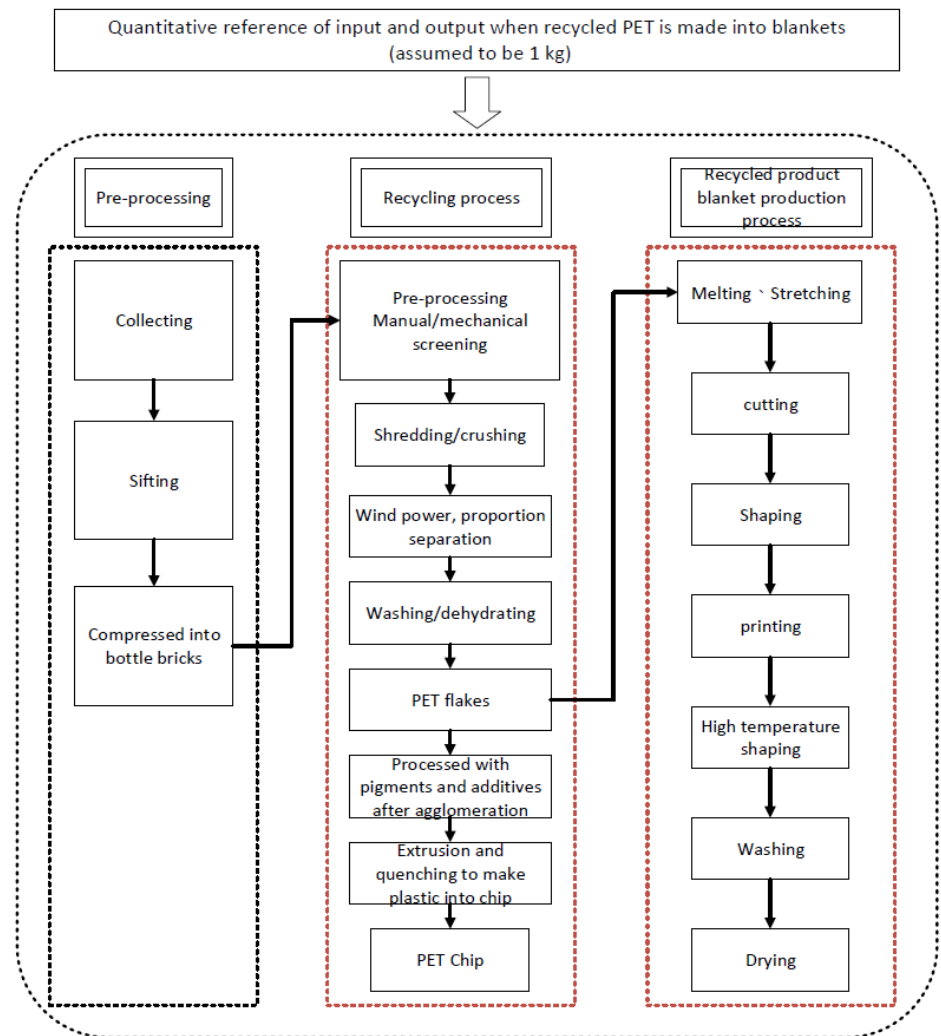 Quantitative reference of input and output when recycled PET is made into blankets
(assumed to be 1 kg)
Pre-processing
Collecting
Sifting
Compressed into
bottle bricks
Recycling process
Pre-processing
Manual/mechanical
screening
Shredding/crushing
Wind power, proportion
separation
Washing/dehydrating
PET flakes
Processed with
pigments and additives
after agglomeration
Extrusion and
quenching to make
plastic into chip
PET Chip
Recycled product
blanket production
process
Melting、Stretching
cutting
Shaping
printing
High temperature
shaping
Washing
Drying